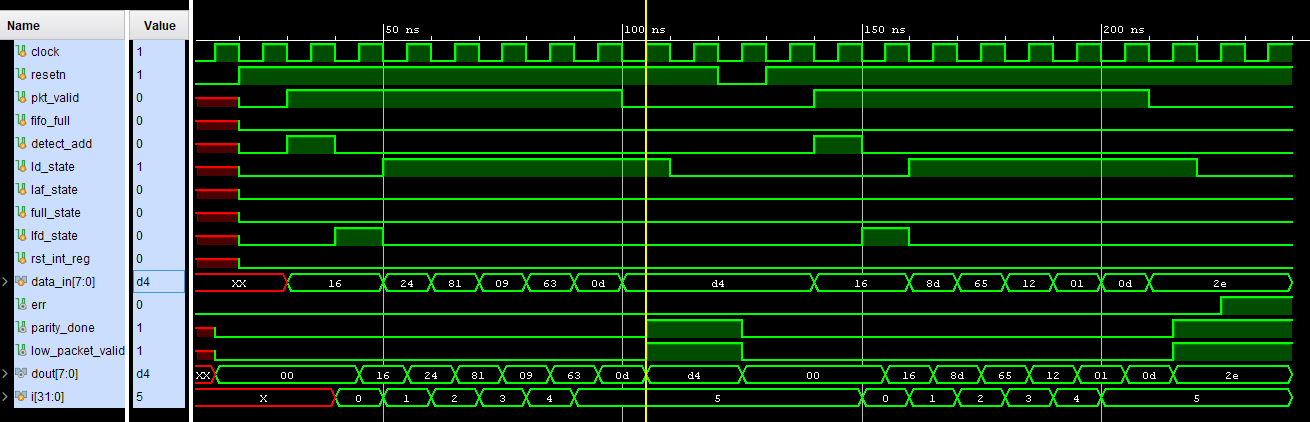 Name Value 50 ns 100 ns 150 ns 200 ns
clock 1
resetn 1
pkt_valid 0
fifo_full 0
detect_add 0
ld_state 1
laf_state 0
full_state 0
lfd_state 0
rst_int_reg 0
data_in[7:0] d4 XX 16 24 81 09 63 0d d4 16 8d 65 12 01 0d 2e
err 0
parity_done 1
low_packet_valid 1
dout[7:0] d4 XX 00 16 24 81 09 63 0d d4 00 16 8d 65 12 01 0d 2e
i[31:0] 5 X 0 1 2 3 4 5 0 1 2 3 4 5